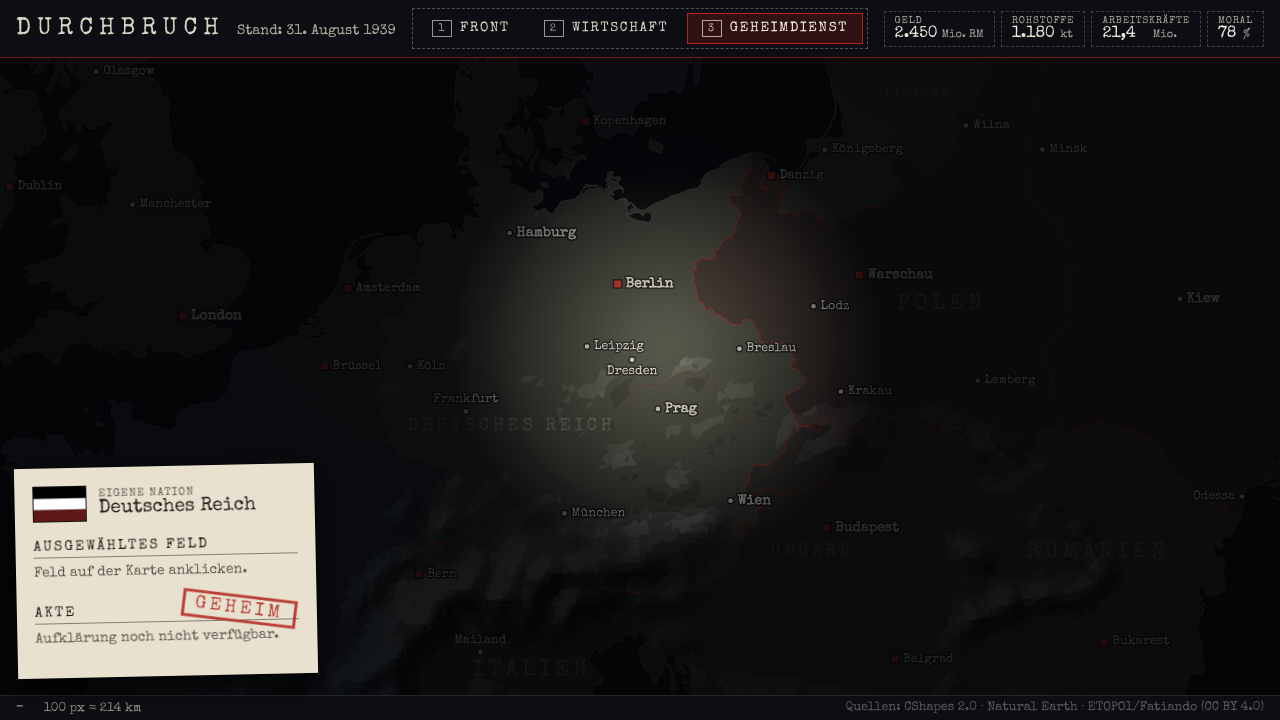 DURCHBRUCH Stand: 31. August 1939
1 FRONT 2 WIRTSCHAFT 3 GEHEIMDIENST
GELD
2.450 Mio. RM
ROHSTOFFE
1.180 kt
ARBEITSKRÄFTE
21,4 Mio.
MORAL
78 %
Glasgow
LITAUEN
Kopenhagen
Wilna
Königsberg
Minsk
Danzig
Dublin
Manchester
Hamburg
Warschau
Berlin
Amsterdam
POLEN
Kiew
Lodz
London
Leipzig
Breslau
Brüssel
Köln
Dresden
Lemberg
Krakau
Frankfurt
Prag
DEUTSCHES REICH
Wien
Odessa
München
Budapest
UNGARN
RUMÄNIEN
Bern
Mailand
Bukarest
Belgrad
ITALIEN
EIGENE NATION
Deutsches Reich
AUSGEWÄHLTES FELD
Feld auf der Karte anklicken.
AKTE
GEHEIM
Aufklärung noch nicht verfügbar.
– 100 px ≈ 214 km
Quellen: CShapes 2.0 · Natural Earth · ETOPO1/Fatiando (CC BY 4.0)